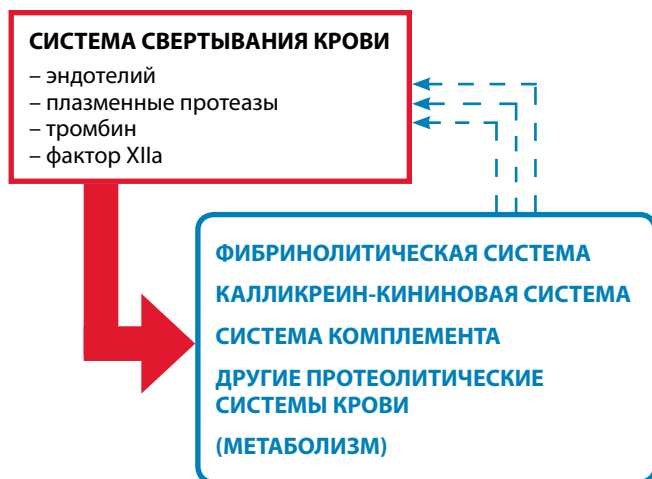 СИСТЕМА СВЕРТЫВАНИЯ КРОВИ
– эндотелий
– плазменные протеазы
– тромбин
– фактор XIIa
ФИБРИНОЛИТИЧЕСКАЯ СИСТЕМА
КАЛЛИКРЕИН-КИНИНОВАЯ СИСТЕМА
СИСТЕМА КОМПЛЕМЕНТА
ДРУГИЕ ПРОТЕОЛИТИЧЕСКИЕ
СИСТЕМЫ КРОВИ
(МЕТАБОЛИЗМ)